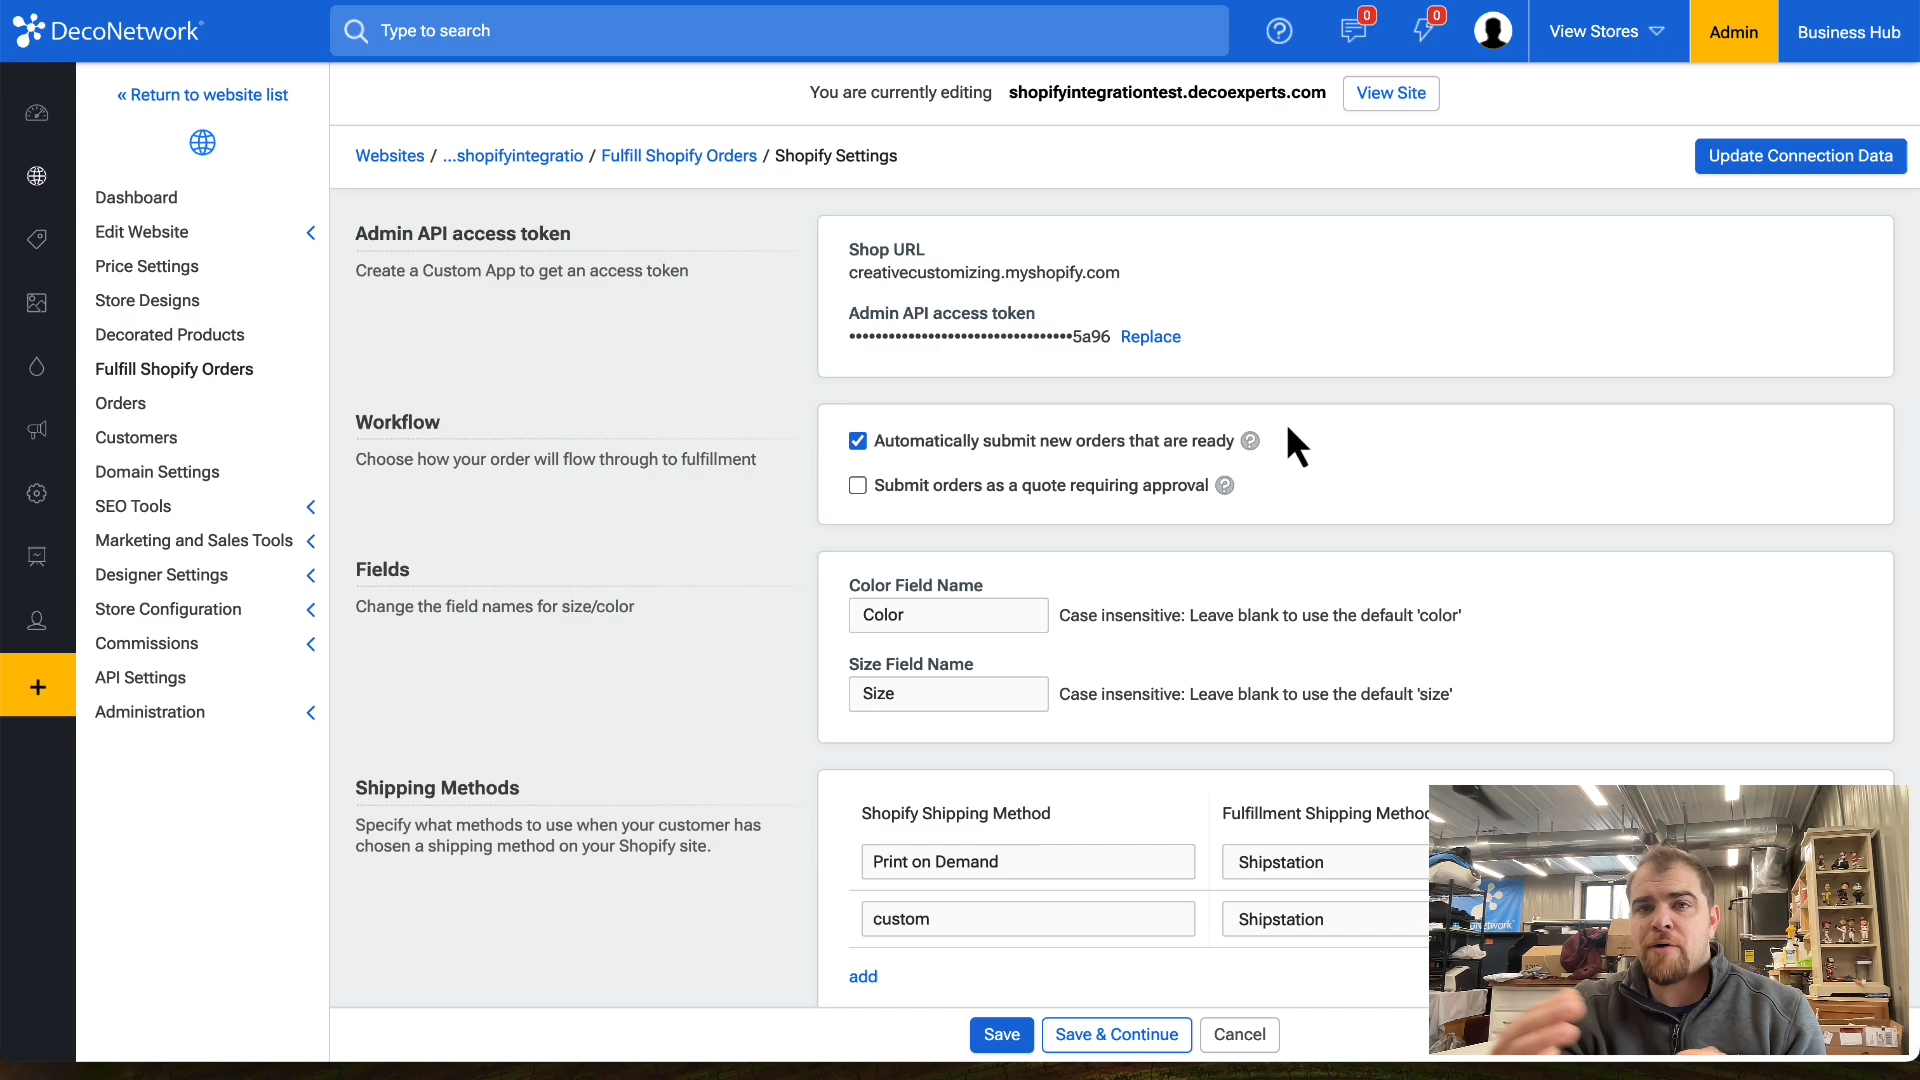 DecoNetwork
Type to search
0
0
View Stores
Admin
Business Hub
« Return to website list
You are currently editing shopifyintegrationtest.decoexperts.com View Site
Websites / ...shopifyintegratio / Fulfill Shopify Orders / Shopify Settings
Update Connection Data
Dashboard
Edit Website
Price Settings
Store Designs
Decorated Products
Fulfill Shopify Orders
Orders
Customers
Domain Settings
SEO Tools
Marketing and Sales Tools
Designer Settings
Store Configuration
Commissions
API Settings
Administration
Admin API access token
Create a Custom App to get an access token
Shop URL
creativecustomizing.myshopify.com
Admin API access token
••••••••••••••••••••••••••••••••••5a96 Replace
Workflow
Choose how your order will flow through to fulfillment
Automatically submit new orders that are ready
Submit orders as a quote requiring approval
Fields
Change the field names for size/color
Color Field Name
Color Case insensitive: Leave blank to use the default 'color'
Size Field Name
Size Case insensitive: Leave blank to use the default 'size'
Shipping Methods
Specify what methods to use when your customer has
chosen a shipping method on your Shopify site.
Shopify Shipping Method
Fulfillment Shipping Metho
Print on Demand
Shipstation
custom
Shipstation
add
Save
Save & Continue
Cancel